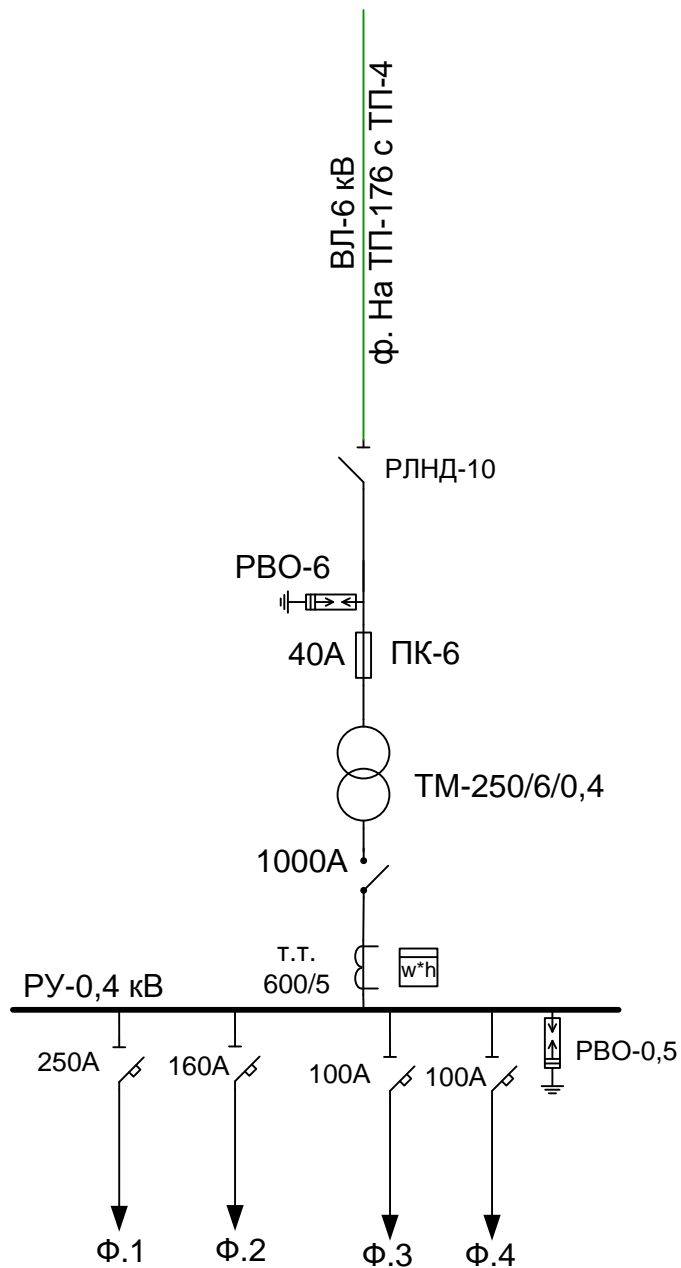 ВЛ-6 кВ
ф. На ТП-176 с ТП-4
РЛНД-10
РВО-6
40А
ПК-6
ТМ-250/6/0,4
1000А
т.т.
600/5
w*h
РУ-0,4 кВ
250А
160А
100А
100А
РВО-0,5
Ф.1
Ф.2
Ф.3
Ф.4